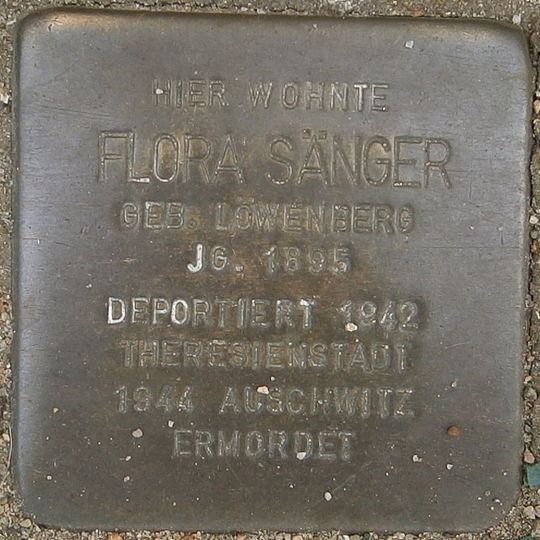 HIER WOHNTE
FLORA SÄNGER
GEB. LÖWENBERG
JG. 1895
DEPORTIERT 1942
THERESIENSTADT
1944 AUSCHWITZ
ERMORDET